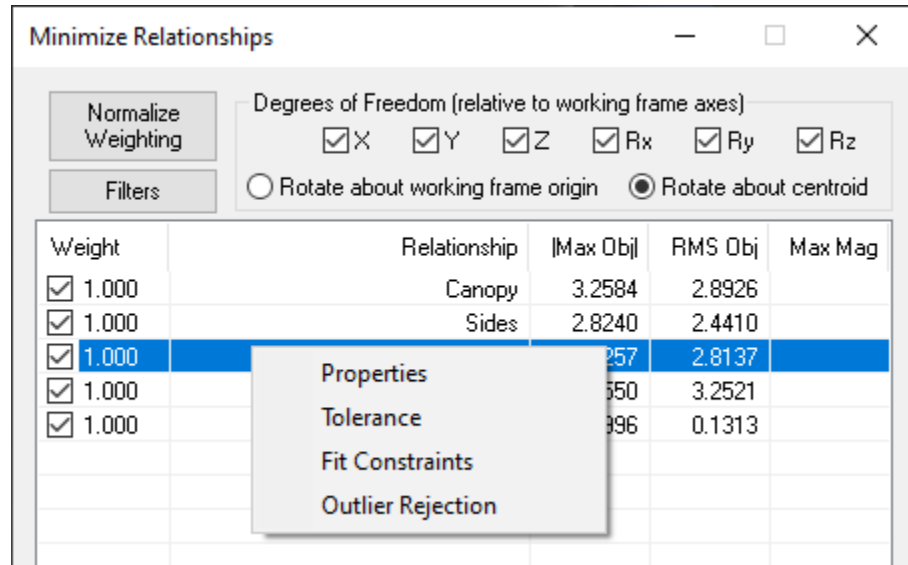 Minimize Relationships
Normalize
Weighting
Degrees of Freedom (relative to working frame axes)
X Y Z Rx Ry Rz
Filters
Rotate about working frame origin Rotate about centroid
Weight Relationship |Max Obj| RMS Obj Max Mag
1.000 Canopy 3.2584 2.8926
1.000 Sides 2.8240 2.4410
1.000 257 2.8137
1.000 550 3.2521
1.000 396 0.1313
Properties
Tolerance
Fit Constraints
Outlier Rejection